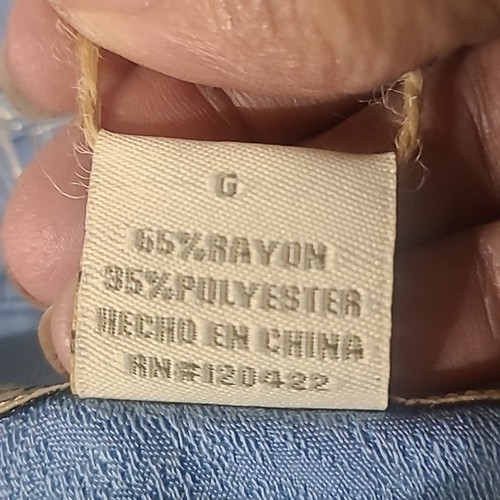 G
65%RAYON
35%POLYESTER
HECHO EN CHINA
RN#120422